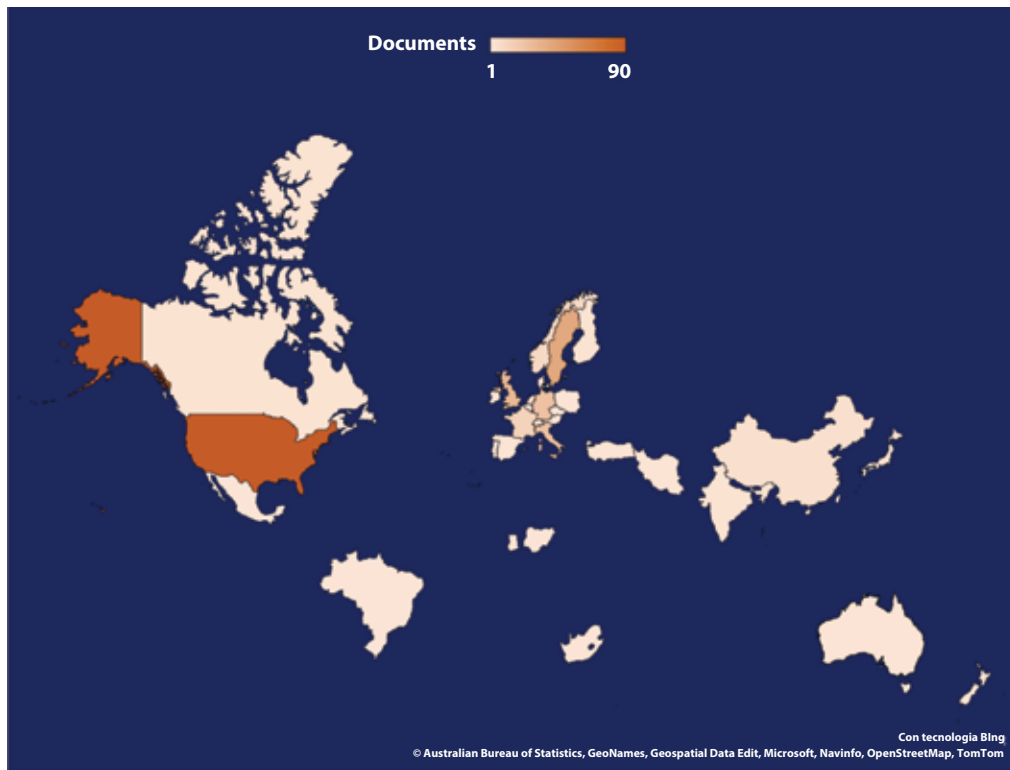 Documents
1 90
Con tecnologia BIng
© Australian Bureau of Statistics, GeoNames, Geospatial Data Edit, Microsoft, Navinfo, OpenStreetMap, TomTom